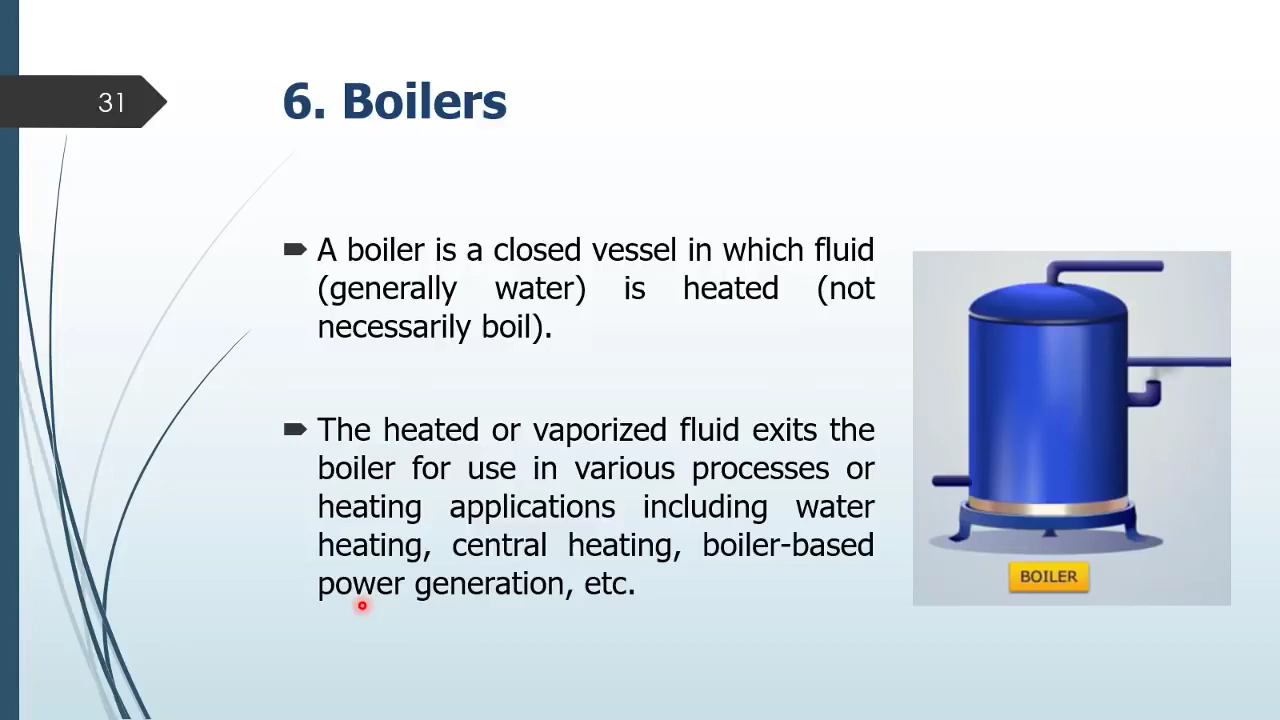 31
6. Boilers
A boiler is a closed vessel in which fluid
(generally water) is heated (not
necessarily boil).
The heated or vaporized fluid exits the
boiler for use in various processes or
heating applications including water
heating, central heating, boiler-based
power generation, etc.
BOILER